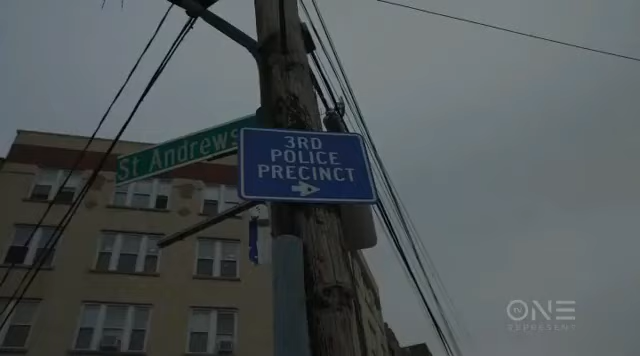 St Andrews
3RD
POLICE
PRECINCT
TV ONE
REPRESENT